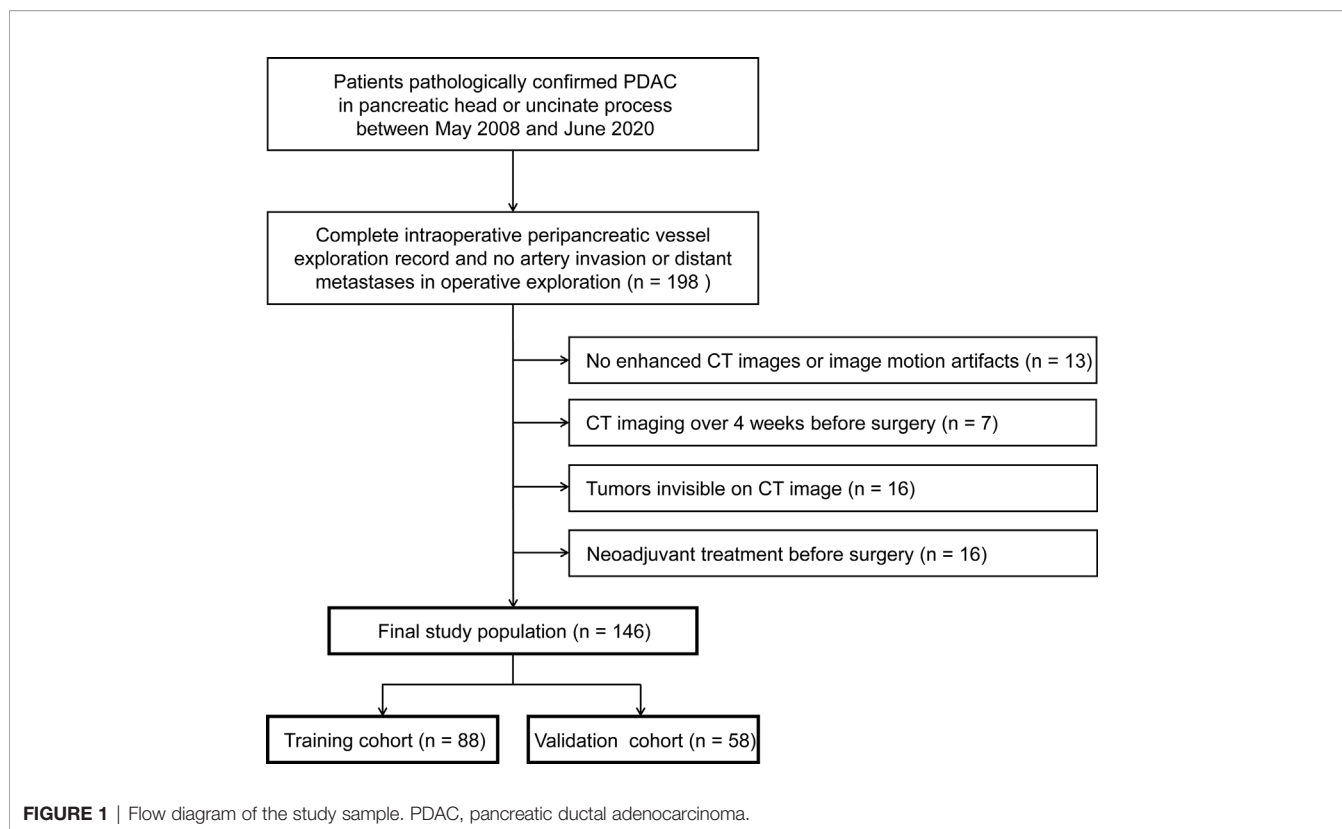 Patients pathologically confirmed PDAC
in pancreatic head or uncinate process
between May 2008 and June 2020
Complete intraoperative peripancreatic vessel
exploration record and no artery invasion or distant
metastases in operative exploration (n = 198 )
No enhanced CT images or image motion artifacts (n = 13)
CT imaging over 4 weeks before surgery (n = 7)
Tumors invisible on CT image (n = 16)
Neoadjuvant treatment before surgery (n = 16)
Final study population (n = 146)
Training cohort (n = 88)
Validation cohort (n = 58)
FIGURE 1 | Flow diagram of the study sample. PDAC, pancreatic ductal adenocarcinoma.